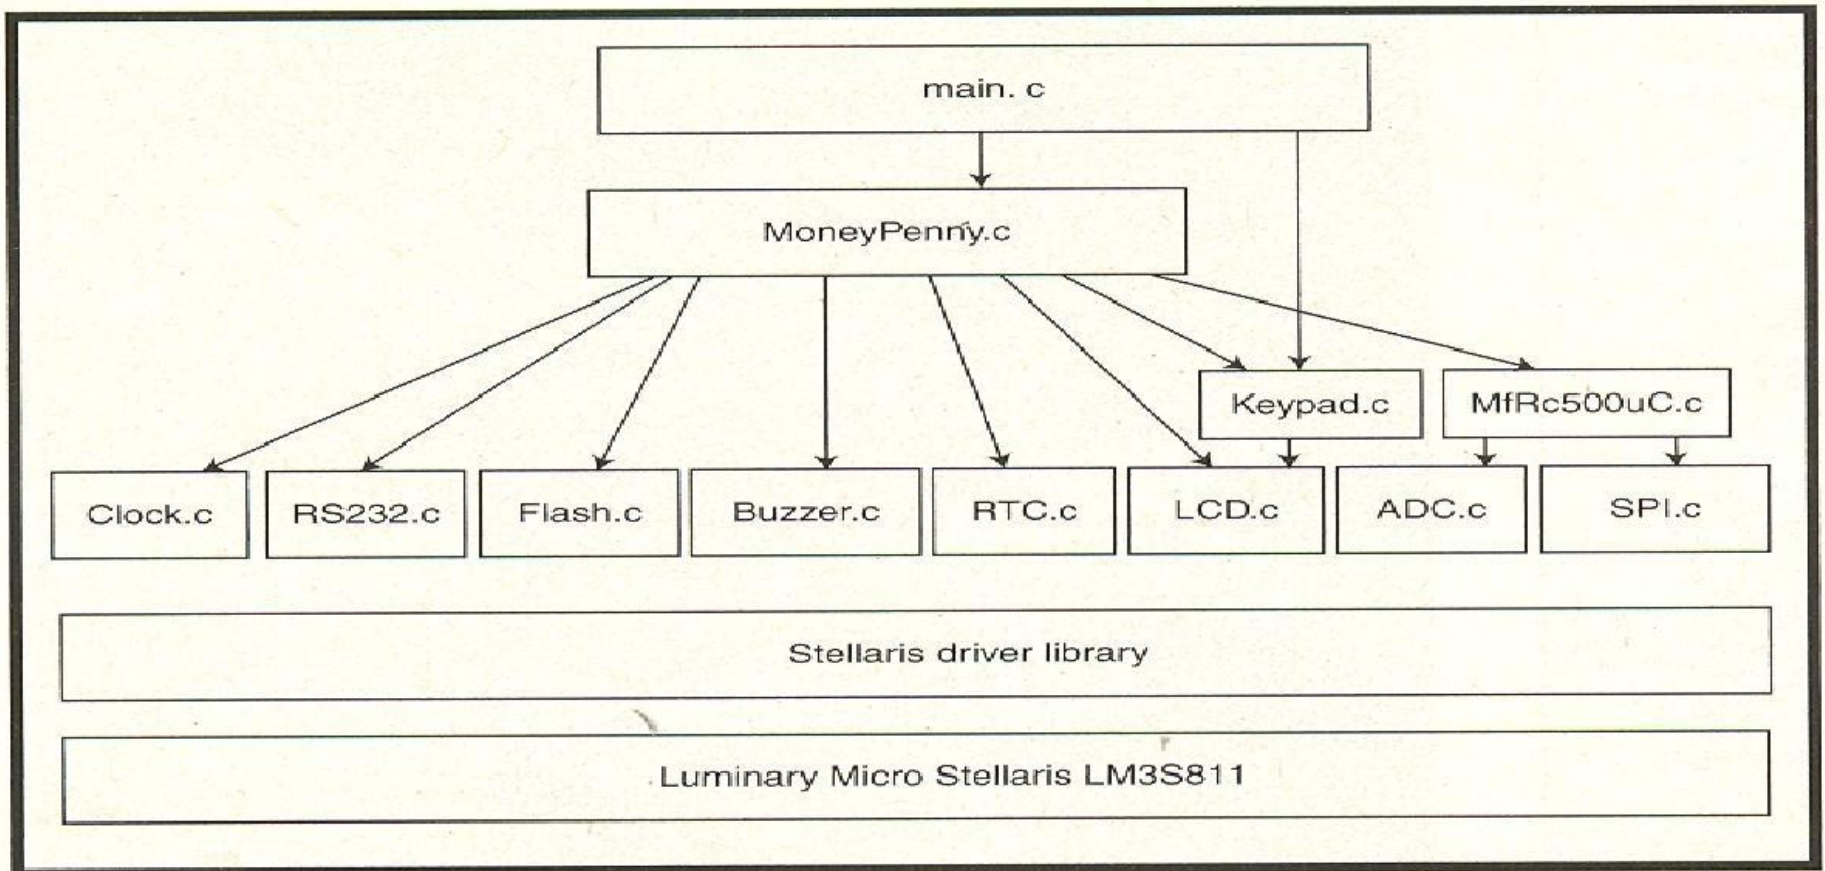 main. c
MoneyPenny.c
Keypad.c
MfRc500uC.c
Clock.c
RS232.c
Flash.c
Buzzer.c
RTC.c
LCD.c
ADC.c
SPI.c
Stellaris driver library
Luminary Micro Stellaris LM3S811